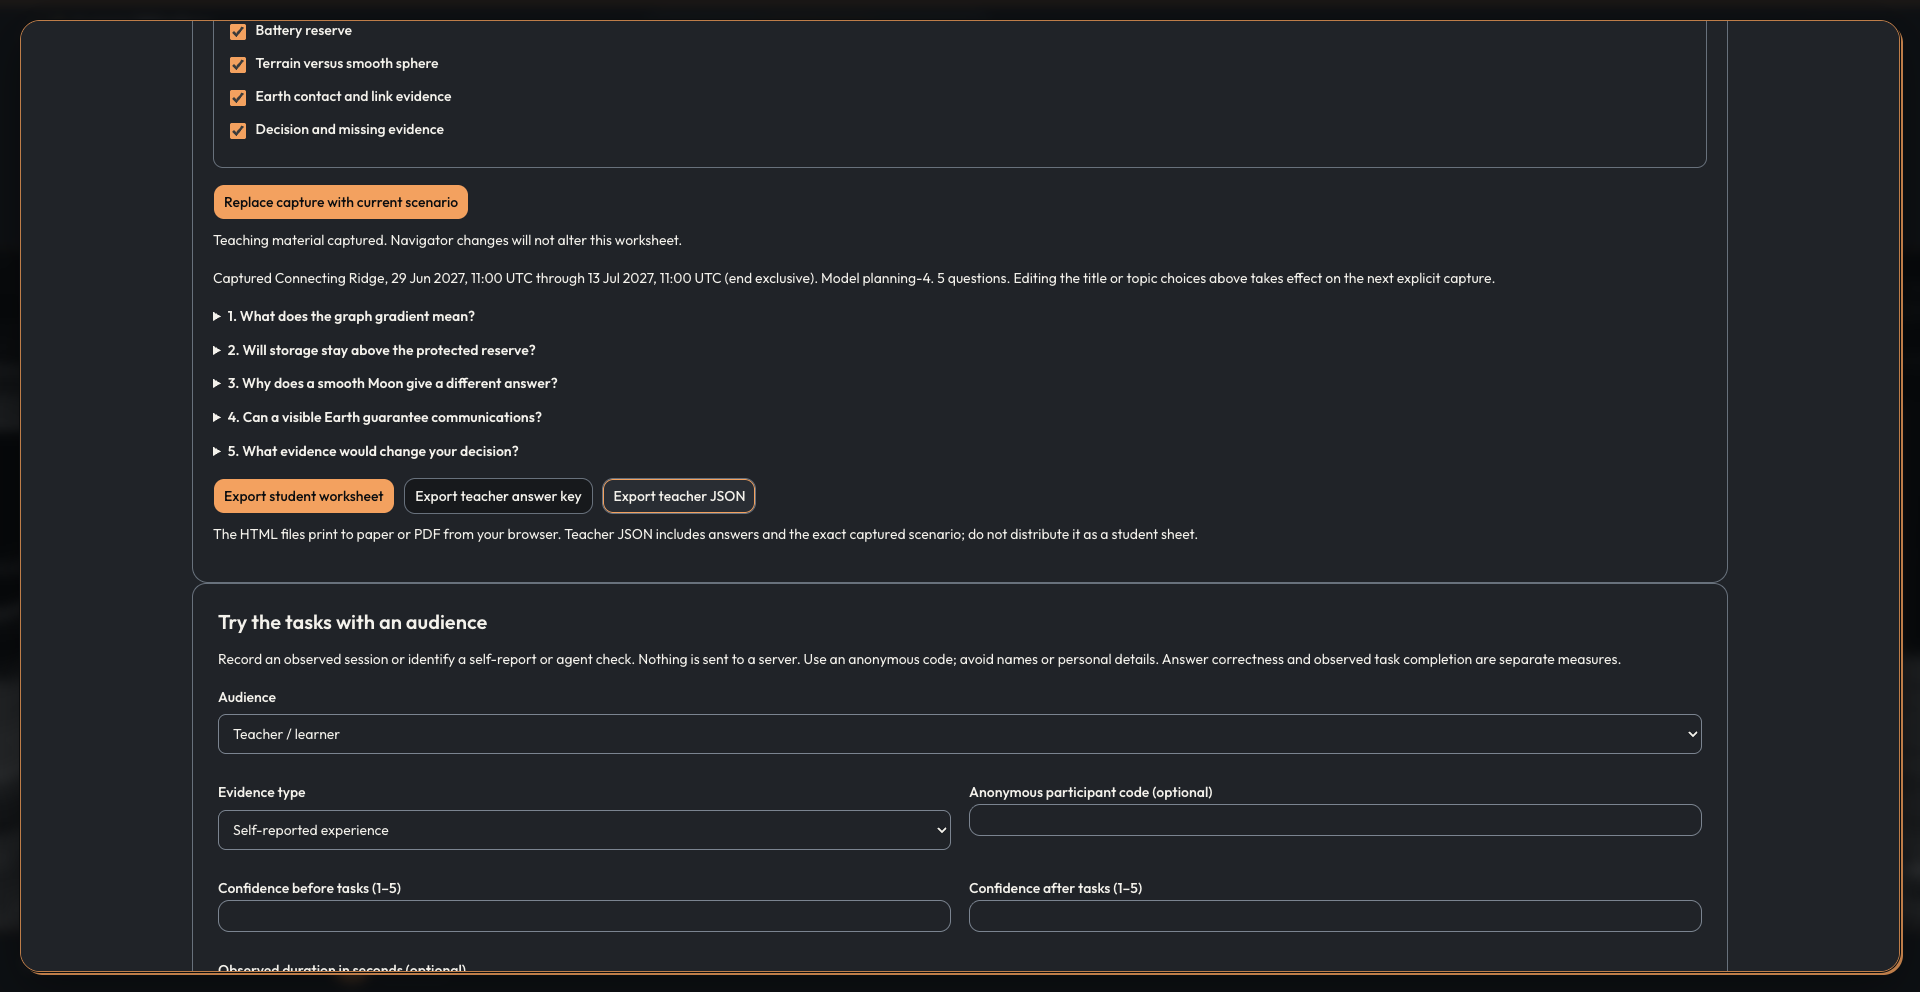 Battery reserve
Terrain versus smooth sphere
Earth contact and link evidence
Decision and missing evidence
Replace capture with current scenario
Teaching material captured. Navigator changes will not alter this worksheet.
Captured Connecting Ridge, 29 Jun 2027, 11:00 UTC through 13 Jul 2027, 11:00 UTC (end exclusive). Model planning-4. 5 questions. Editing the title or topic choices above takes effect on the next explicit capture.
1. What does the graph gradient mean?
2. Will storage stay above the protected reserve?
3. Why does a smooth Moon give a different answer?
4. Can a visible Earth guarantee communications?
5. What evidence would change your decision?
Export student worksheet Export teacher answer key Export teacher JSON
The HTML files print to paper or PDF from your browser. Teacher JSON includes answers and the exact captured scenario; do not distribute it as a student sheet.
Try the tasks with an audience
Record an observed session or identify a self-report or agent check. Nothing is sent to a server. Use an anonymous code; avoid names or personal details. Answer correctness and observed task completion are separate measures.
Audience
Teacher / learner
Evidence type Anonymous participant code (optional)
Self-reported experience
Confidence before tasks (1–5) Confidence after tasks (1–5)
Observed duration in seconds (optional)